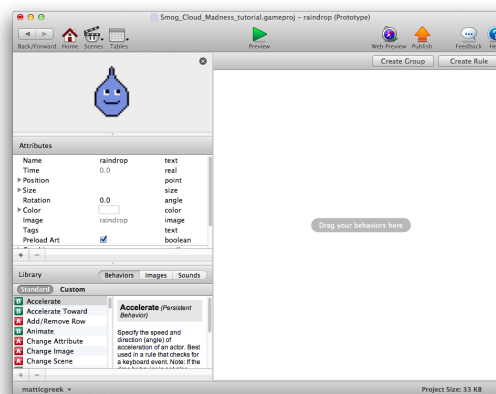 Smog_Cloud_Madness_tutorial.gameproj – raindrop (Prototype)
Back/Forward Home Scenes Tables Preview Web Preview Publish Feedback
Create Group Create Rule
Attributes
Name raindrop text
Time 0.0 real
Position point
Size size
Rotation 0.0 angle
Color color
Image raindrop image
Tags text
Preload Art boolean
Drag your behaviors here
+ −
Library Behaviors Images Sounds
Standard Custom
B Accelerate
B Accelerate Toward
A Add/Remove Row
B Animate
A Change Attribute
A Change Image
A Change Scene
Accelerate (Persistent
Behavior)
Specify the speed and
direction (angle) of
acceleration of an actor. Best
used in a rule that checks for
a keyboard event. Note: If the
+ −
matticgreek Project Size: 33 KB